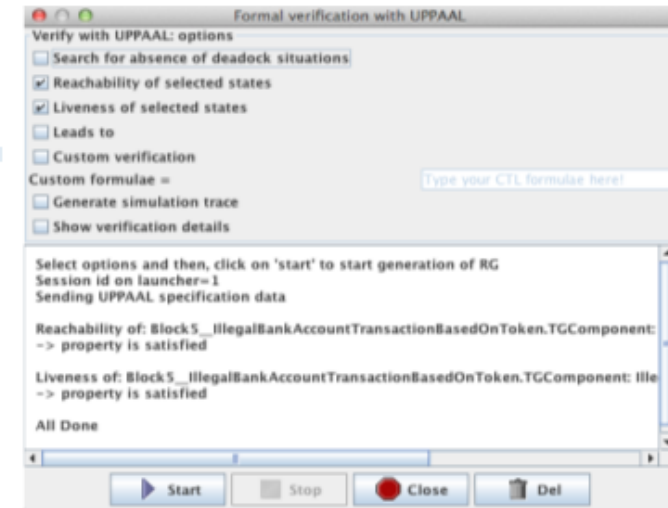 Formal verification with UPPAAL
Verify with UPPAAL: options
Search for absence of deadock situations
Reachability of selected states
Liveness of selected states
Leads to
Custom verification
Custom formulae =
Type your CTL formulae here!
Generate simulation trace
Show verification details
Select options and then, click on 'start' to start generation of RG
Session id on launcher=1
Sending UPPAAL specification data
Reachability of: Block5__IllegalBankAccountTransactionBasedOnToken.TGComponent:
-> property is satisfied
Liveness of: Block5__IllegalBankAccountTransactionBasedOnToken.TGComponent: Ille
-> property is satisfied
All Done
Start
Stop
Close
Del